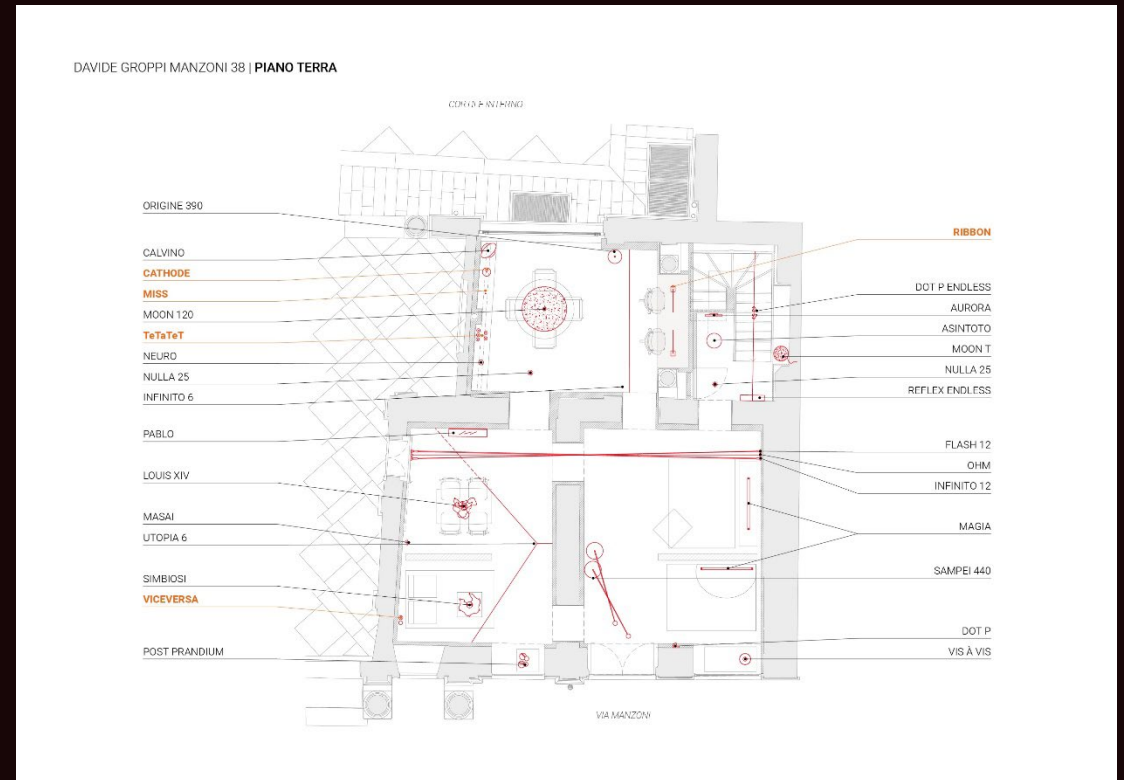 DAVIDE GROPPI MANZONI 38 | PIANO TERRA
CORTILE INTERNO
ORIGINE 390
CALVINO
CATHODE
MISS
MOON 120
TeTaTeT
NEURO
NULLA 25
INFINITO 6
PABLO
LOUIS XIV
MASAI
UTOPIA 6
SIMBIOSI
VICEVERSA
POST PRANDIUM
RIBBON
DOT P ENDLESS
AURORA
ASINTOTO
MOON T
NULLA 25
REFLEX ENDLESS
FLASH 12
OHM
INFINITO 12
MAGIA
SAMPEI 440
DOT P
VIS À VIS
VIA MANZONI